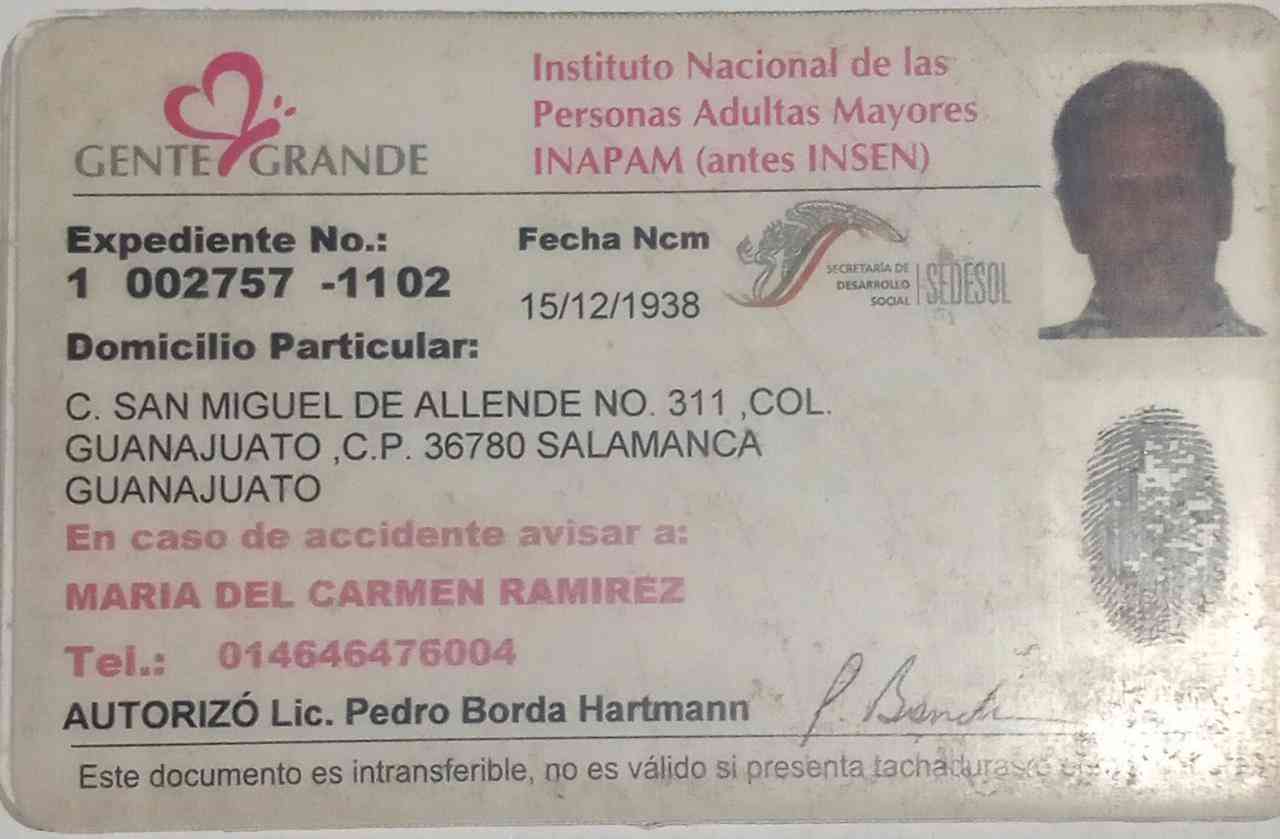 GENTE GRANDE
Instituto Nacional de las
Personas Adultas Mayores
INAPAM (antes INSEN)
Expediente No.:
1 002757 -1102
Fecha Ncm
15/12/1938
SECRETARÍA DE
DESARROLLO
SOCIAL
SEDESOL
Domicilio Particular:
C. SAN MIGUEL DE ALLENDE NO. 311 ,COL.
GUANAJUATO ,C.P. 36780 SALAMANCA
GUANAJUATO
En caso de accidente avisar a:
MARIA DEL CARMEN RAMIREZ
Tel.: 014646476004
AUTORIZÓ Lic. Pedro Borda Hartmann
Este documento es intransferible, no es válido si presenta tachaduras